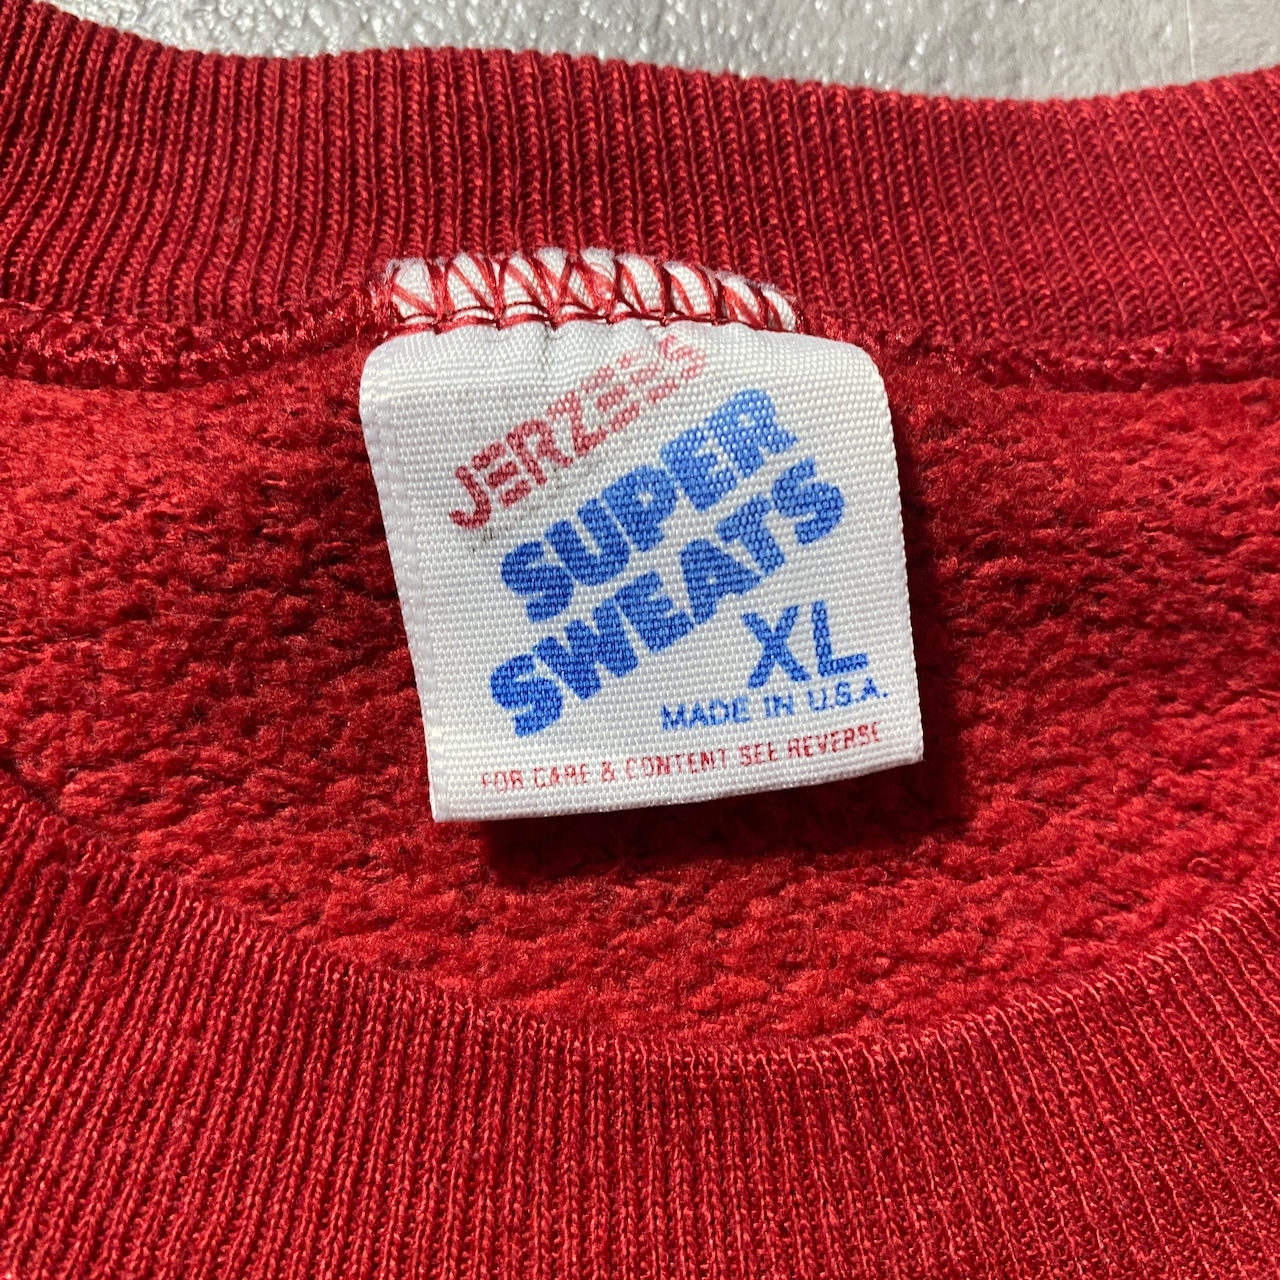 JERZEES
SUPER
SWEATS
XL
MADE IN U.S.A.
FOR CARE & CONTENT SEE REVERSE